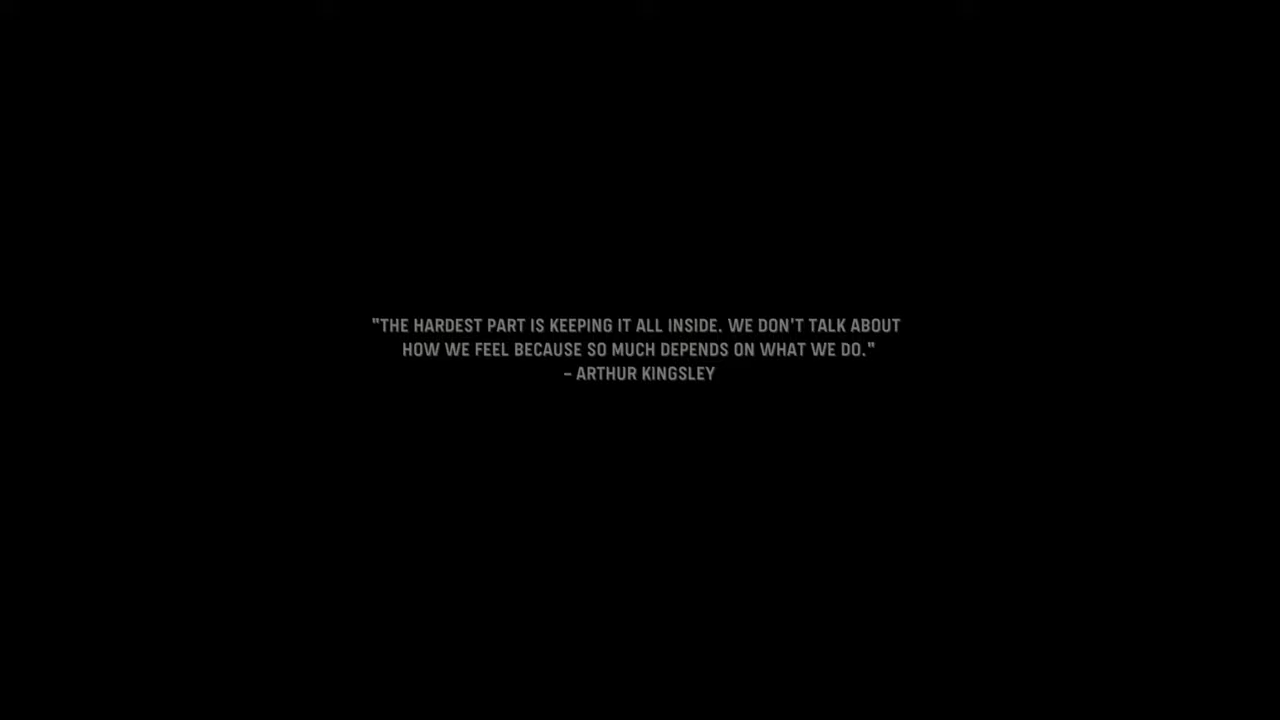 "THE HARDEST PART IS KEEPING IT ALL INSIDE. WE DON'T TALK ABOUT
HOW WE FEEL BECAUSE SO MUCH DEPENDS ON WHAT WE DO."
– ARTHUR KINGSLEY